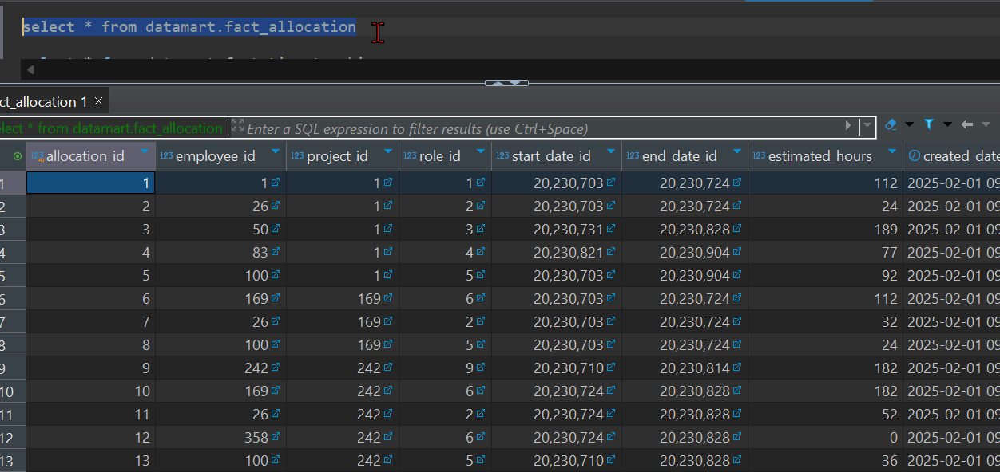 select * from datamart.fact_allocation
ct_allocation 1
elect * from datamart.fact_allocation Enter a SQL expression to filter results (use Ctrl+Space)
123 allocation_id 123 employee_id 123 project_id 123 role_id 123 start_date_id 123 end_date_id 123 estimated_hours created_date
1 1 1 1 1 20,230,703 20,230,724 112 2025-02-01 09
2 2 26 1 2 20,230,703 20,230,724 24 2025-02-01 09
3 3 50 1 3 20,230,731 20,230,828 189 2025-02-01 09
4 4 83 1 4 20,230,821 20,230,904 77 2025-02-01 09
5 5 100 1 5 20,230,703 20,230,904 92 2025-02-01 09
6 6 169 169 6 20,230,703 20,230,724 112 2025-02-01 09
7 7 26 169 2 20,230,703 20,230,724 32 2025-02-01 09
8 8 100 169 5 20,230,703 20,230,724 24 2025-02-01 09
9 9 242 242 9 20,230,710 20,230,814 182 2025-02-01 09
10 10 169 242 6 20,230,724 20,230,828 182 2025-02-01 09
11 11 26 242 2 20,230,724 20,230,828 52 2025-02-01 09
12 12 358 242 6 20,230,724 20,230,828 0 2025-02-01 09
13 13 100 242 5 20,230,710 20,230,828 36 2025-02-01 09